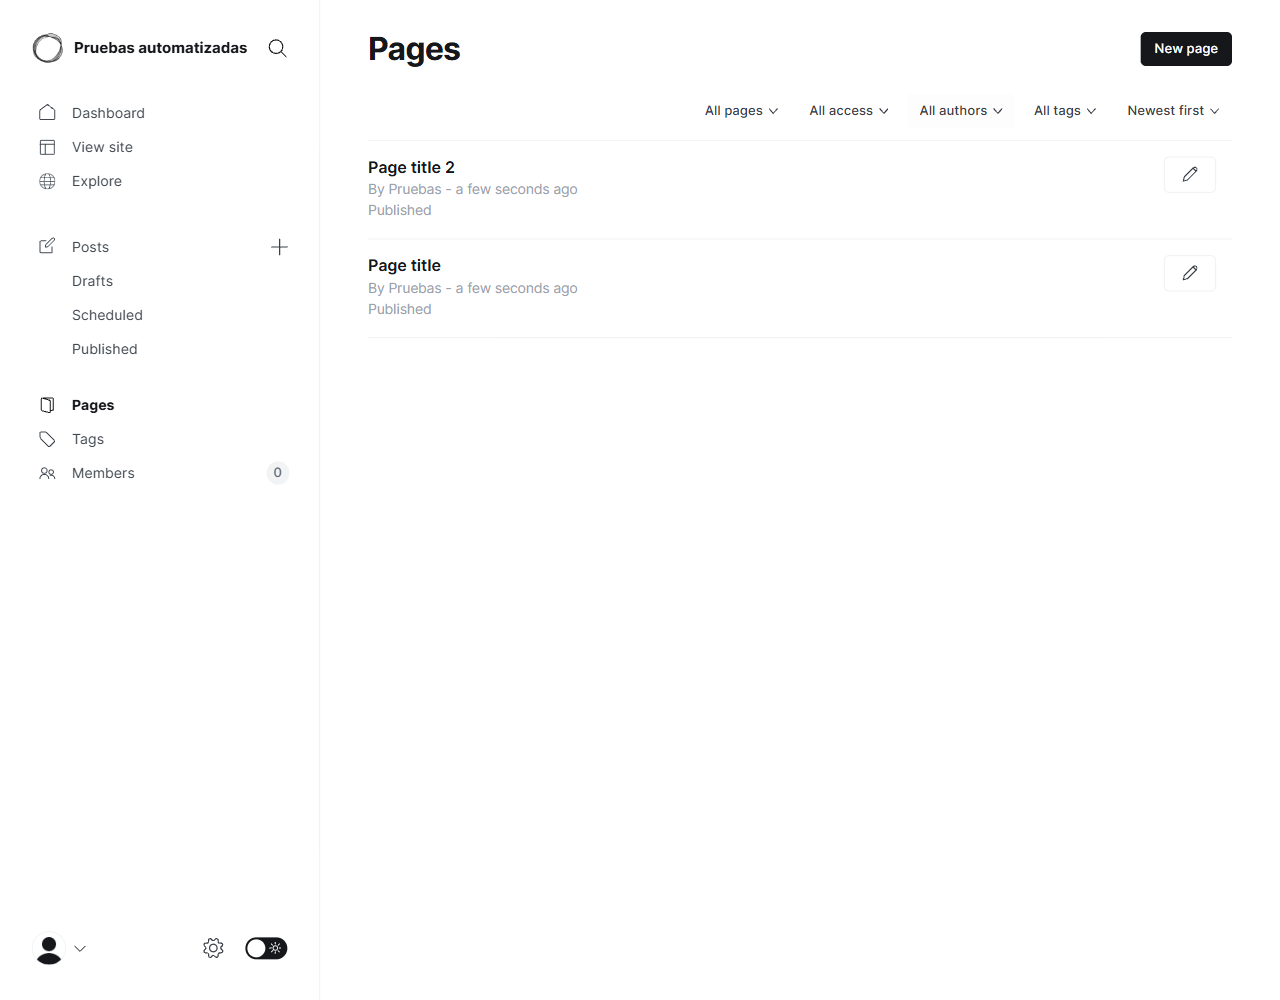 Pruebas automatizadas
Dashboard
View site
Explore
Posts
Drafts
Scheduled
Published
Pages
Tags
Members
0
Pages
New page
All pages
All access
All authors
All tags
Newest first
Page title 2
By Pruebas - a few seconds ago
Published
Page title
By Pruebas - a few seconds ago
Published